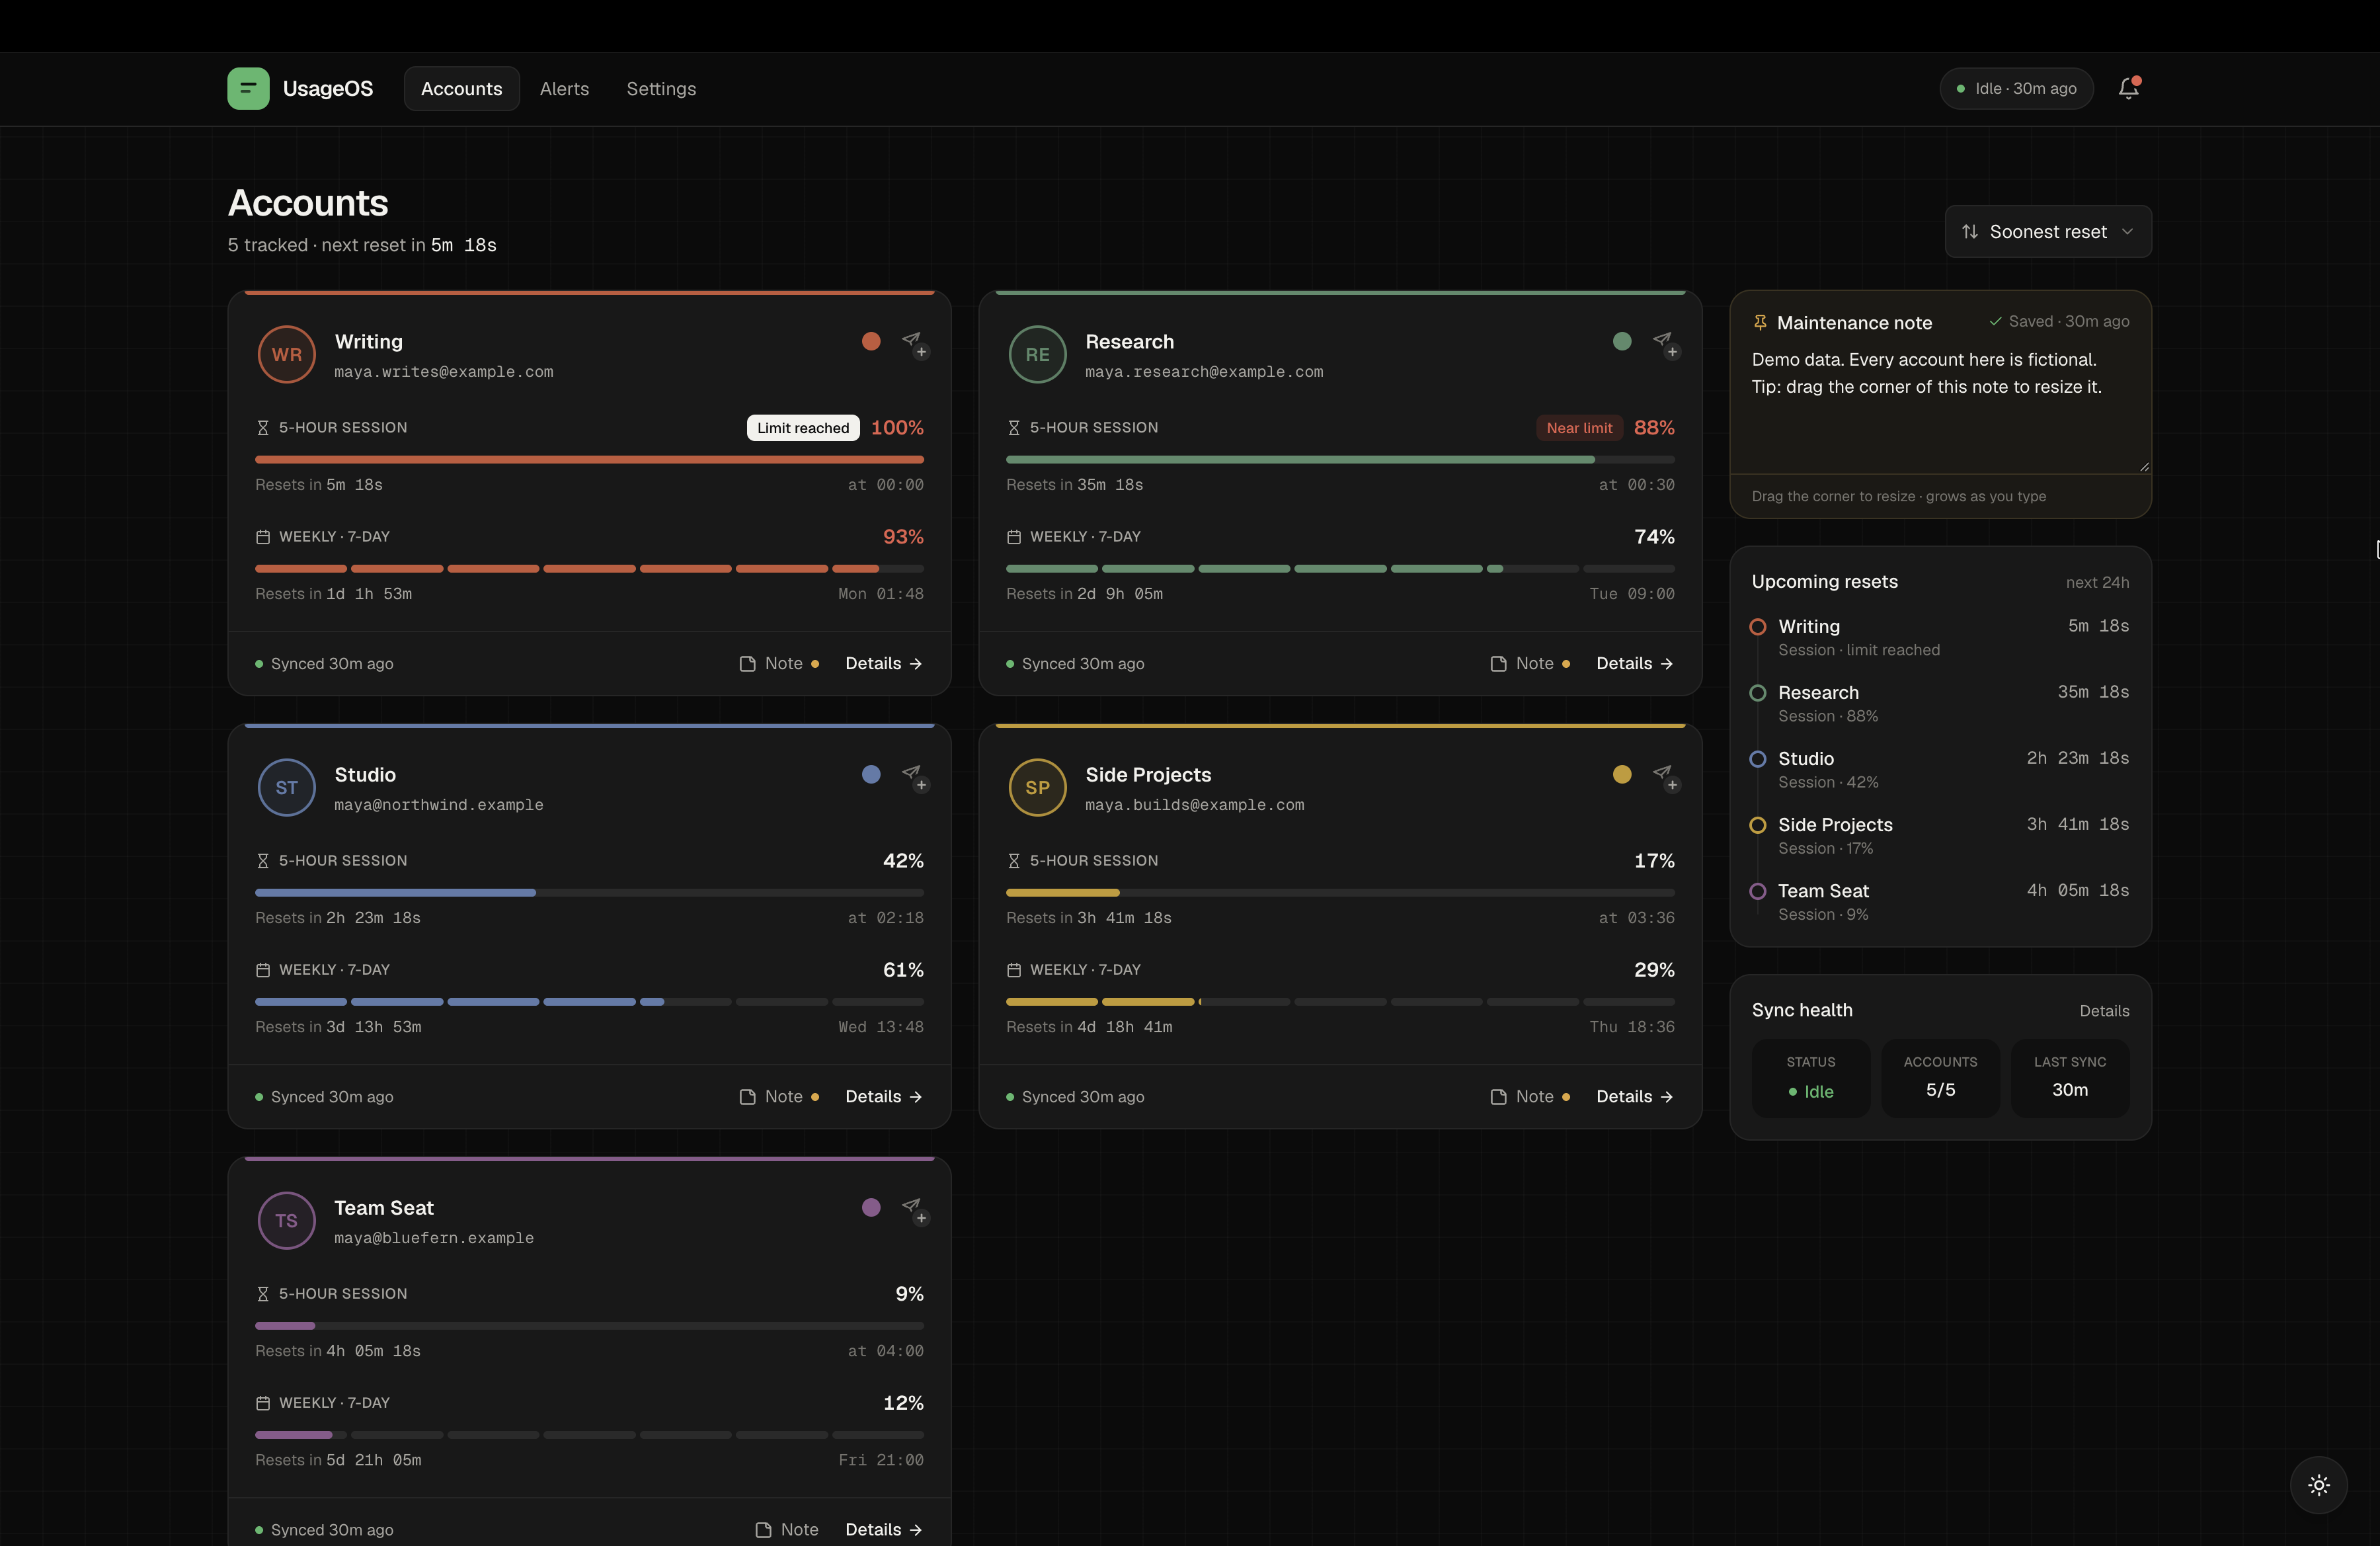 UsageOS
Accounts
Alerts
Settings
Idle · 30m ago
Accounts
5 tracked · next reset in 5m 18s
Soonest reset
WR
Writing
maya.writes@example.com
5-HOUR SESSION
Limit reached
100%
Resets in 5m 18s
at 00:00
WEEKLY · 7-DAY
93%
Resets in 1d 1h 53m
Mon 01:48
Synced 30m ago
Note
Details →
RE
Research
maya.research@example.com
5-HOUR SESSION
Near limit
88%
Resets in 35m 18s
at 00:30
WEEKLY · 7-DAY
74%
Resets in 2d 9h 05m
Tue 09:00
Synced 30m ago
Note
Details →
ST
Studio
maya@northwind.example
5-HOUR SESSION
42%
Resets in 2h 23m 18s
at 02:18
WEEKLY · 7-DAY
61%
Resets in 3d 13h 53m
Wed 13:48
Synced 30m ago
Note
Details →
SP
Side Projects
maya.builds@example.com
5-HOUR SESSION
17%
Resets in 3h 41m 18s
at 03:36
WEEKLY · 7-DAY
29%
Resets in 4d 18h 41m
Thu 18:36
Synced 30m ago
Note
Details →
TS
Team Seat
maya@bluefern.example
5-HOUR SESSION
9%
Resets in 4h 05m 18s
at 04:00
WEEKLY · 7-DAY
12%
Resets in 5d 21h 05m
Fri 21:00
Synced 30m ago
Note
Details →
Maintenance note
Saved · 30m ago
Demo data. Every account here is fictional.
Tip: drag the corner of this note to resize it.
Drag the corner to resize · grows as you type
Upcoming resets
next 24h
Writing
5m 18s
Session · limit reached
Research
35m 18s
Session · 88%
Studio
2h 23m 18s
Session · 42%
Side Projects
3h 41m 18s
Session · 17%
Team Seat
4h 05m 18s
Session · 9%
Sync health
Details
STATUS
Idle
ACCOUNTS
5/5
LAST SYNC
30m